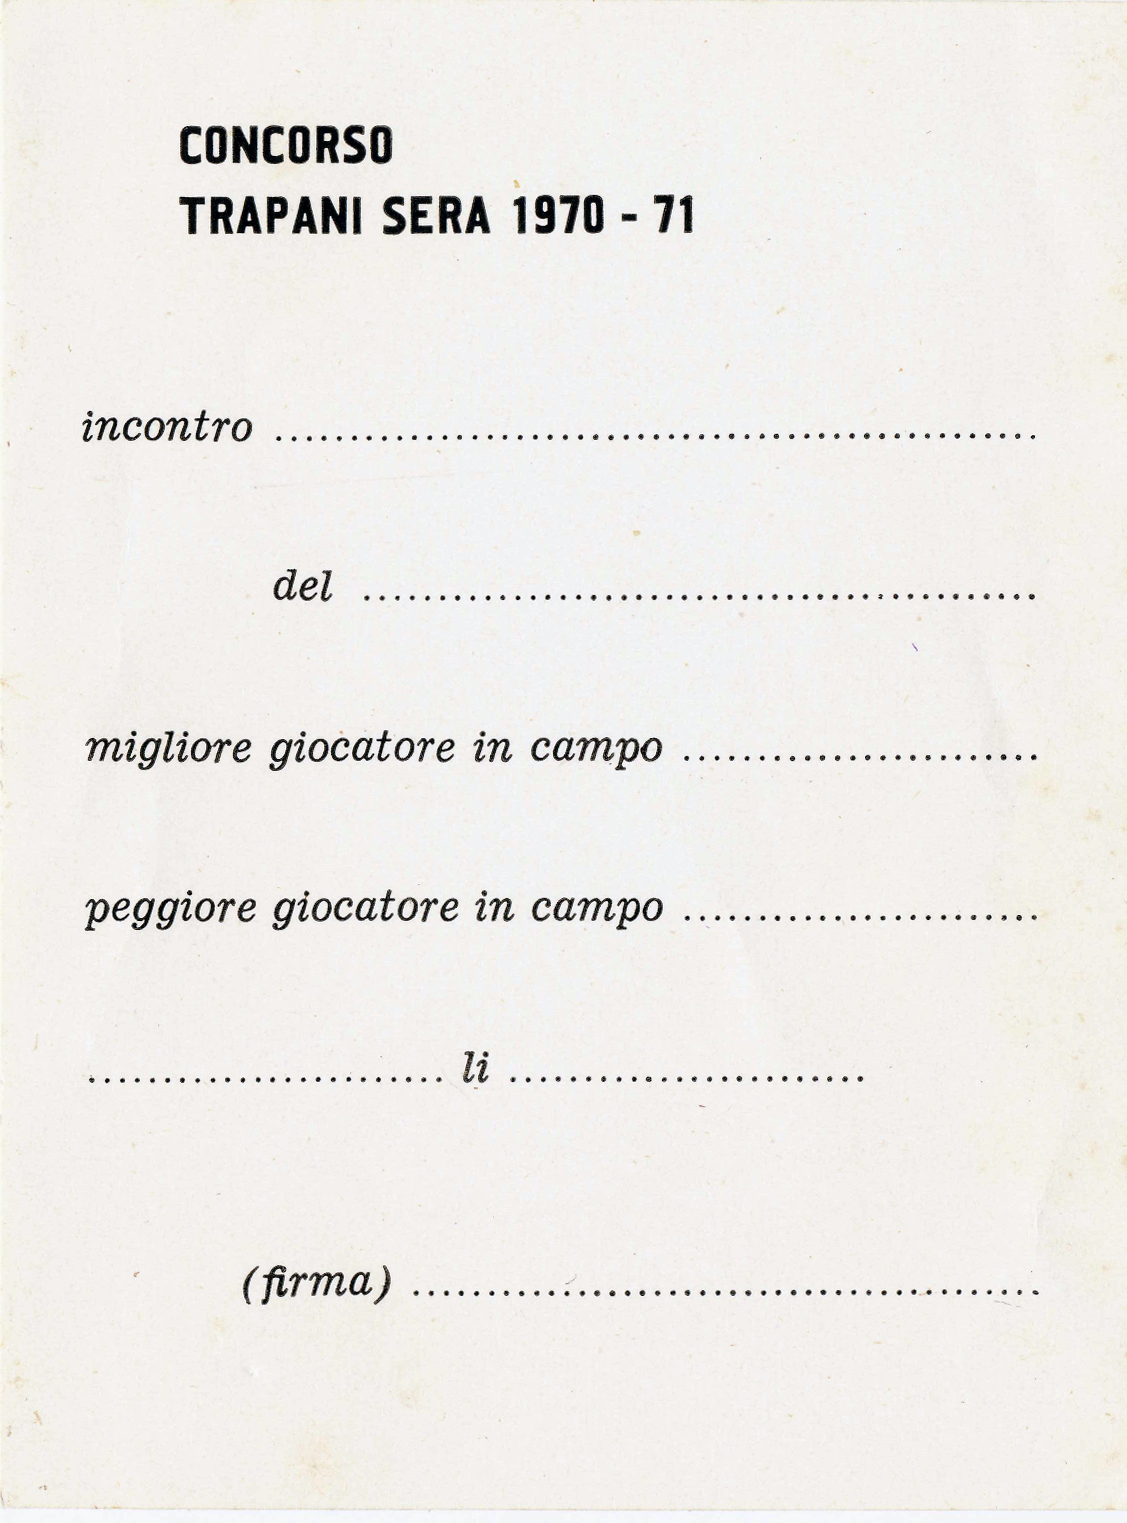 CONCORSO
TRAPANI SERA 1970 - 71
incontro ..................................................
del .............................................
migliore giocatore in campo ........................
peggiore giocatore in campo ........................
........................ li ........................
(firma) ..........................................